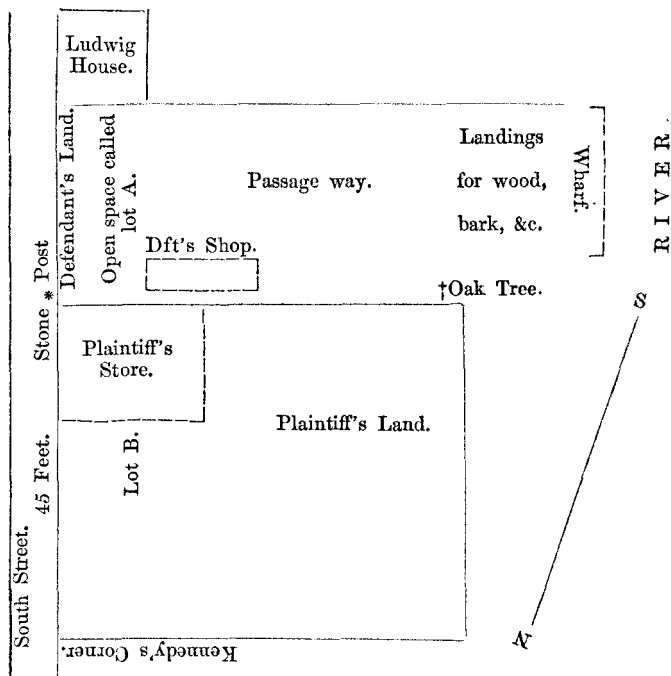 Ludwig
House.
Defendant's Land.
Open space called
lot A.
Passage way.
Landings
for wood,
bark, &c.
Wharf.
RIVER.
Dft's Shop.
Stone * Post
†Oak Tree.
S
Plaintiff's
Store.
Plaintiff's Land.
45 Feet.
Lot B.
South Street.
N
Kennedy's Corner.